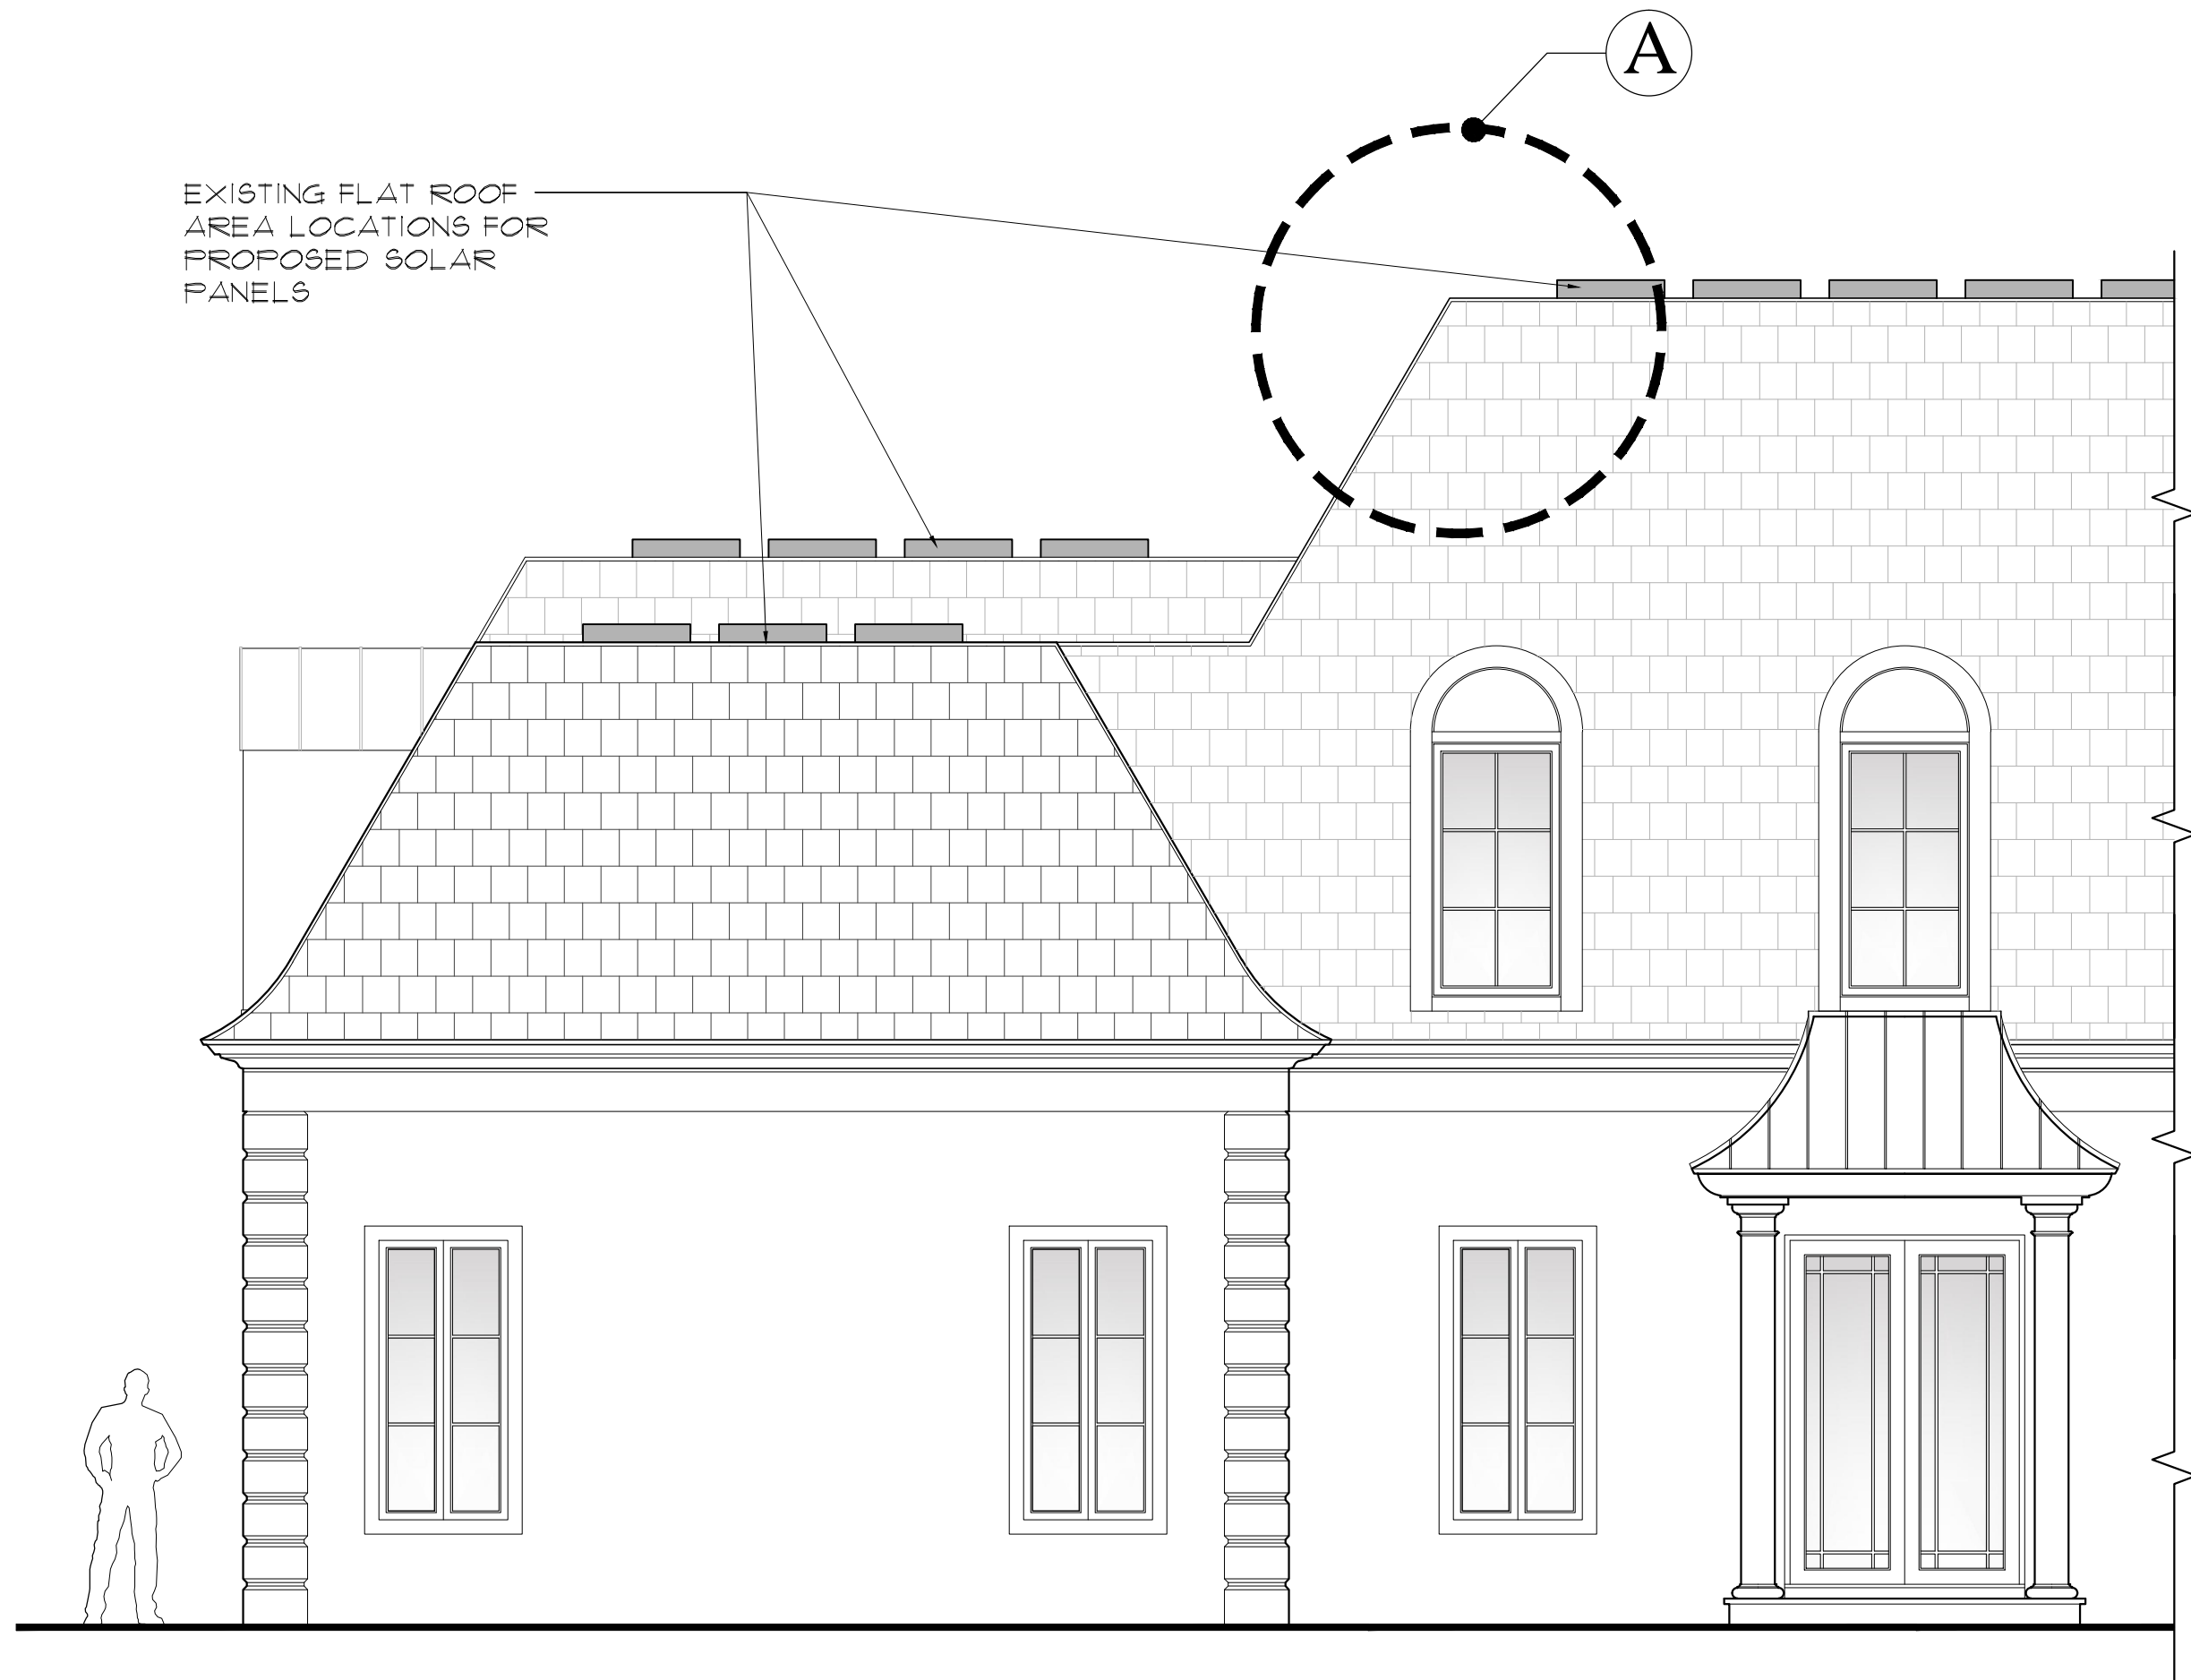 A
EXISTING FLAT ROOF
AREA LOCATIONS FOR
PROPOSED SOLAR
PANELS